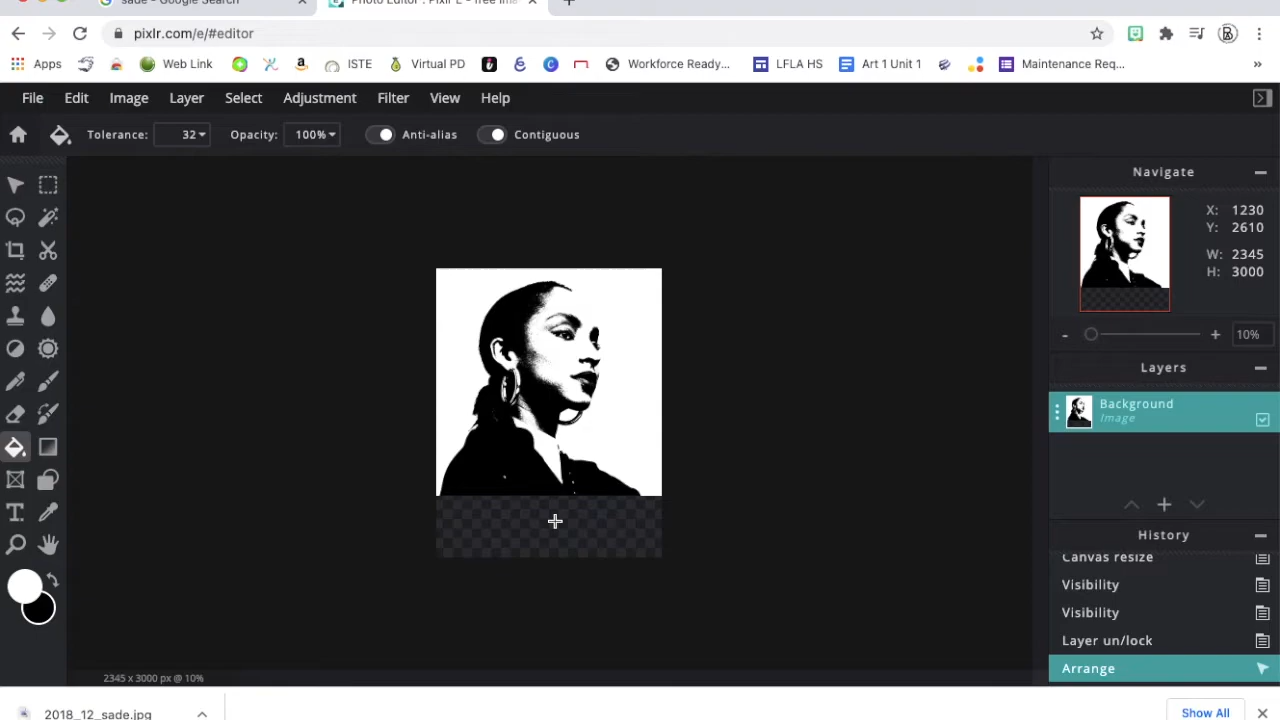 sade - Google Search
Photo Editor : Pixlr E - free ima
pixlr.com/e/#editor
Apps
Web Link
ISTE
Virtual PD
Workforce Ready...
LFLA HS
Art 1 Unit 1
Maintenance Req...
»
File Edit Image Layer Select Adjustment Filter View Help
Tolerance: 32 Opacity: 100% Anti-alias Contiguous
Navigate
X: 1230
Y: 2610
W: 2345
H: 3000
- + 10%
Layers
Background
Image
History
Canvas resize
Visibility
Visibility
Layer un/lock
Arrange
2345 x 3000 px @ 10%
2018_12_sade.jpg
Show All